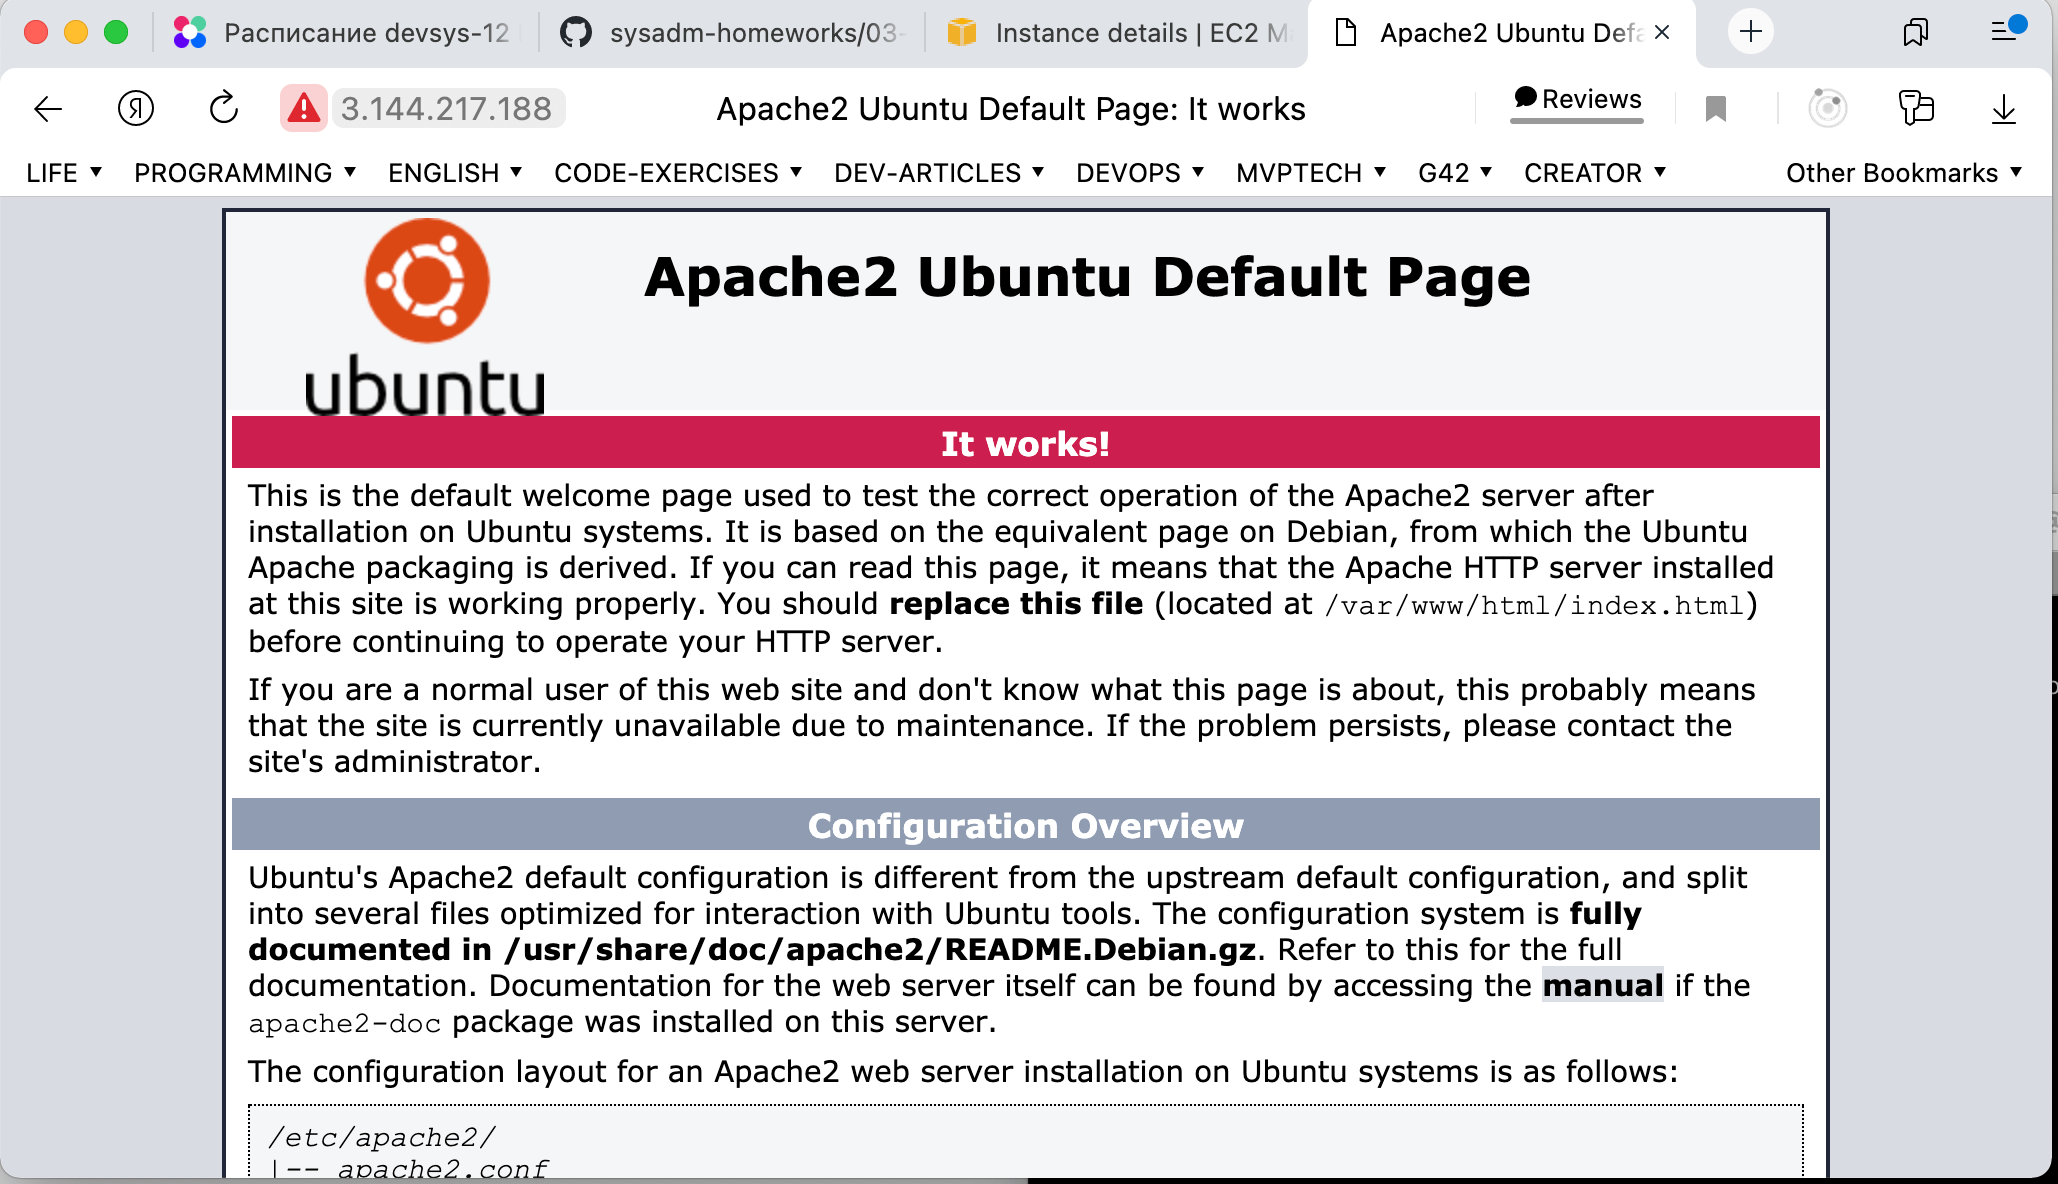 Расписание devsys-12
sysadm-homeworks/03-
Instance details | EC2 Ma
Apache2 Ubuntu Defa
3.144.217.188
Apache2 Ubuntu Default Page: It works
Reviews
LIFE ▼ PROGRAMMING ▼ ENGLISH ▼ CODE-EXERCISES ▼ DEV-ARTICLES ▼ DEVOPS ▼ MVPTECH ▼ G42 ▼ CREATOR ▼ Other Bookmarks ▼
ubuntu
Apache2 Ubuntu Default Page
It works!
This is the default welcome page used to test the correct operation of the Apache2 server after
installation on Ubuntu systems. It is based on the equivalent page on Debian, from which the Ubuntu
Apache packaging is derived. If you can read this page, it means that the Apache HTTP server installed
at this site is working properly. You should replace this file (located at /var/www/html/index.html)
before continuing to operate your HTTP server.
If you are a normal user of this web site and don't know what this page is about, this probably means
that the site is currently unavailable due to maintenance. If the problem persists, please contact the
site's administrator.
Configuration Overview
Ubuntu's Apache2 default configuration is different from the upstream default configuration, and split
into several files optimized for interaction with Ubuntu tools. The configuration system is fully
documented in /usr/share/doc/apache2/README.Debian.gz. Refer to this for the full
documentation. Documentation for the web server itself can be found by accessing the manual if the
apache2-doc package was installed on this server.
The configuration layout for an Apache2 web server installation on Ubuntu systems is as follows:
/etc/apache2/
|-- apache2.conf